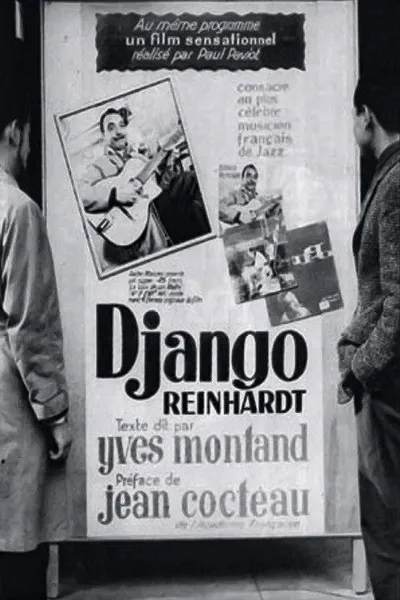 Au même programme
un film sensationnel
réalisé par Paul Paviot
consacré
au plus
célèbre
musicien
français
de Jazz
Django
REINHARDT
Texte dit par
yves montand
Préface de
jean cocteau
de l'Académie Française